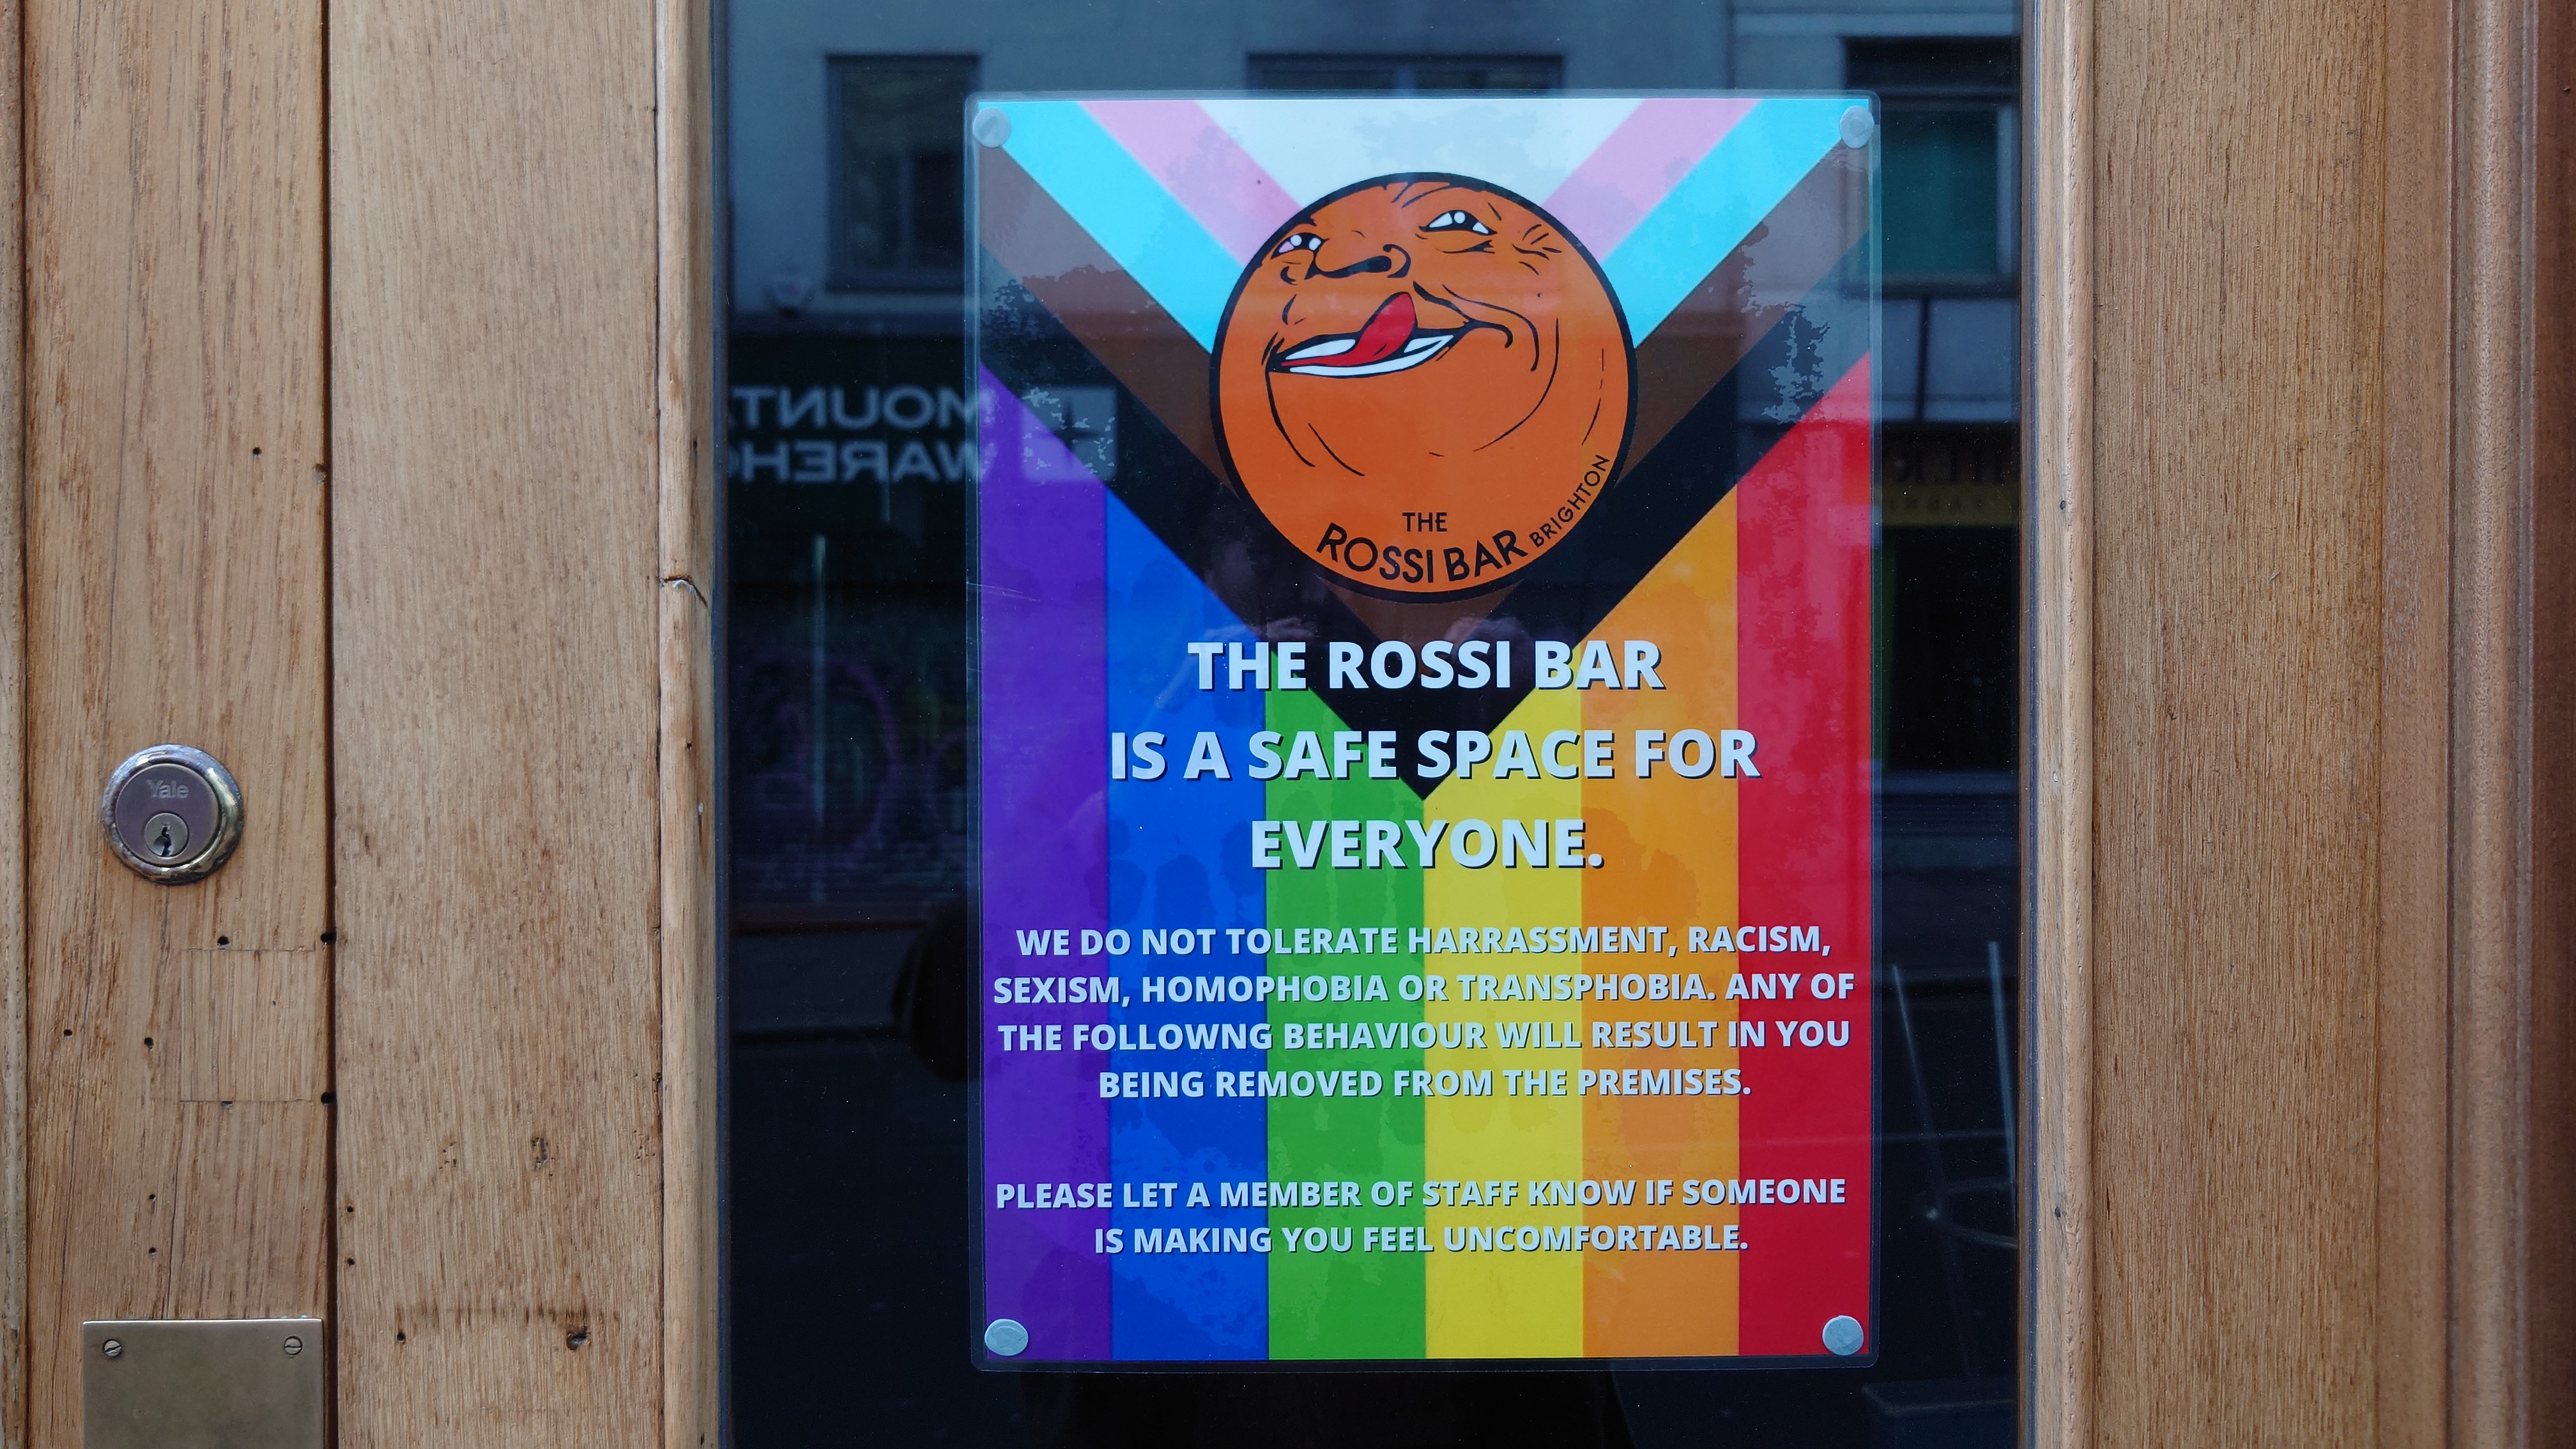 MOUNT
WAREHO
THE
ROSSI BAR BRIGHTON
THE ROSSI BAR
IS A SAFE SPACE FOR
EVERYONE.
Yale
WE DO NOT TOLERATE HARRASSMENT, RACISM,
SEXISM, HOMOPHOBIA OR TRANSPHOBIA. ANY OF
THE FOLLOWNG BEHAVIOUR WILL RESULT IN YOU
BEING REMOVED FROM THE PREMISES.
PLEASE LET A MEMBER OF STAFF KNOW IF SOMEONE
IS MAKING YOU FEEL UNCOMFORTABLE.